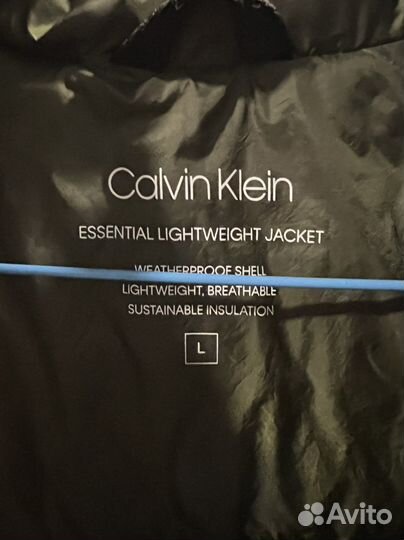 Calvin Klein
ESSENTIAL LIGHTWEIGHT JACKET
WEATHERPROOF SHELL
LIGHTWEIGHT, BREATHABLE
SUSTAINABLE INSULATION
L
Avito